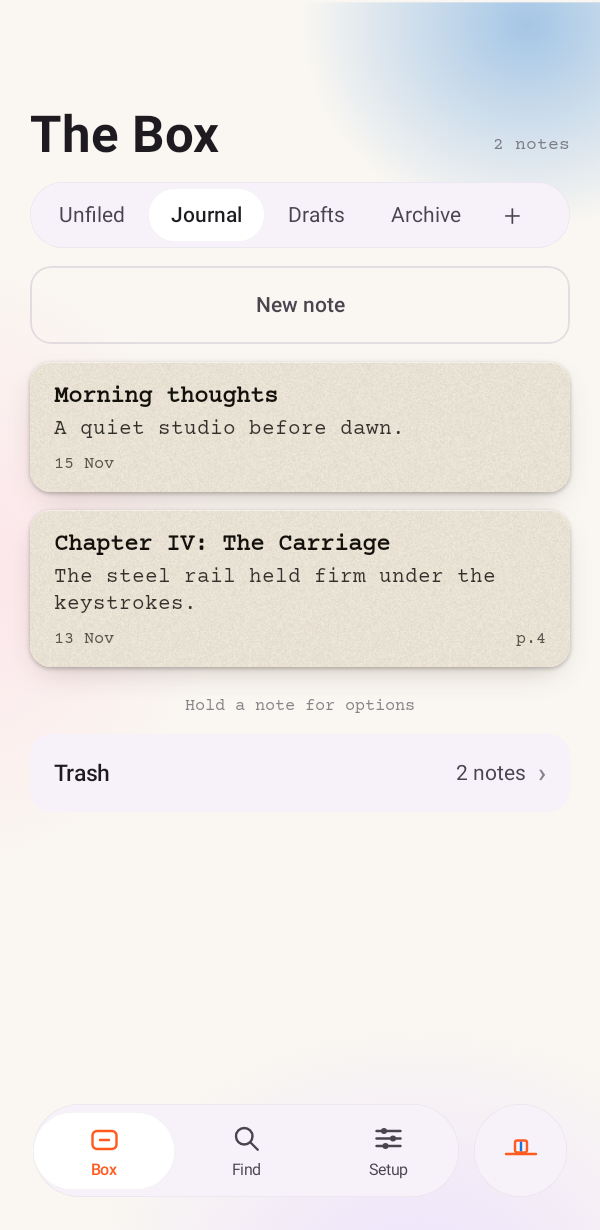 The Box
2 notes
Unfiled Journal Drafts Archive +
New note
Morning thoughts
A quiet studio before dawn.
15 Nov
Chapter IV: The Carriage
The steel rail held firm under the
keystrokes.
13 Nov p.4
Hold a note for options
Trash 2 notes ›
Box Find Setup